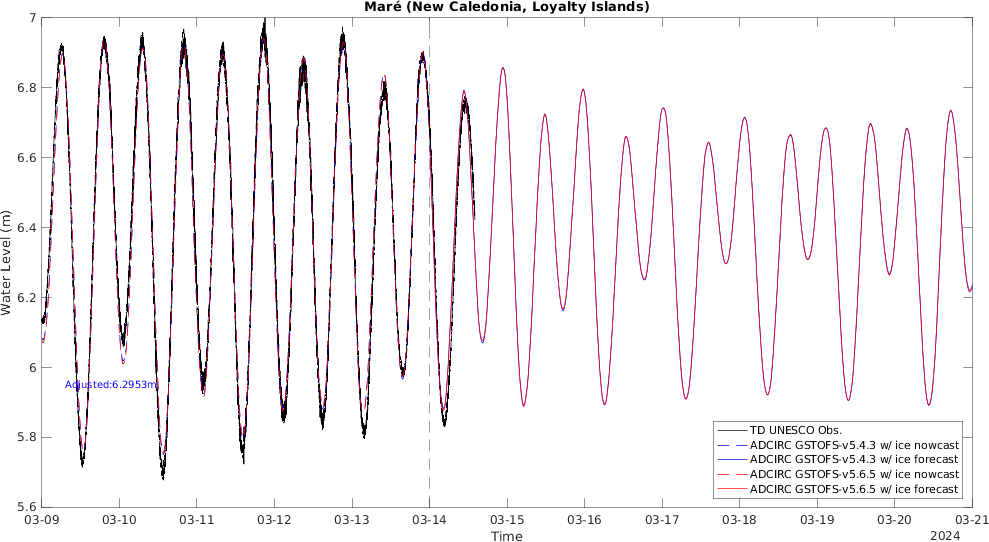 Maré (New Caledonia, Loyalty Islands)
7
6.8
6.6
6.4
6.2
6
5.8
5.6
Water Level (m)
Adjusted:6.2953m
TD UNESCO Obs.
ADCIRC GSTOFS-v5.4.3 w/ ice nowcast
ADCIRC GSTOFS-v5.4.3 w/ ice forecast
ADCIRC GSTOFS-v5.6.5 w/ ice nowcast
ADCIRC GSTOFS-v5.6.5 w/ ice forecast
03-09 03-10 03-11 03-12 03-13 03-14 03-15 03-16 03-17 03-18 03-19 03-20 03-21
Time
2024